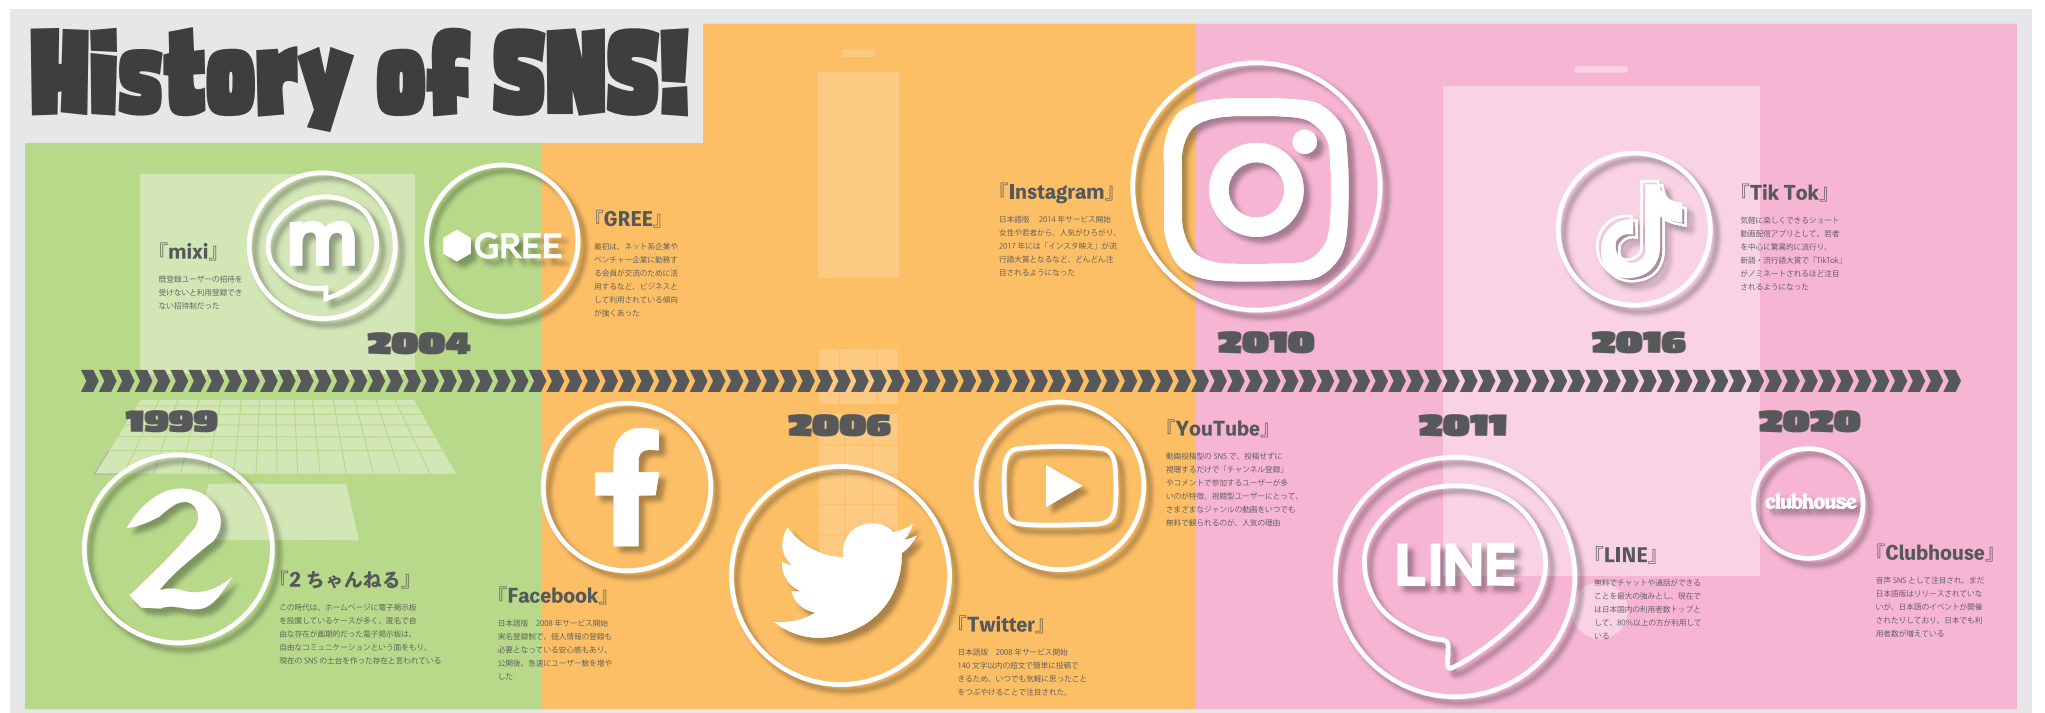 History of SNS!
m
『mixi』
既登録ユーザーの招待を
受けないと利用登録でき
ない招待制だった
GREE
『GREE』
最初は、ネット系企業や
ベンチャー企業に勤務す
る会員が交流のために活
用するなど、ビジネスと
して利用されている傾向
が強くあった
2004
『Instagram』
日本語版　2014 年サービス開始
女性や若者から、人気がひろがり、
2017 年には「インスタ映え」が流
行語大賞となるなど、どんどん注
目されるようになった
2010
『Tik Tok』
気軽に楽しくできるショート
動画配信アプリとして、若者
を中心に驚異的に流行り、
新語・流行語大賞で「TikTok」
がノミネートされるほど注目
されるようになった
2016
1999
2
『2 ちゃんねる』
この時代は、ホームページに電子掲示板
を設置しているケースが多く、匿名で自
由な存在が画期的だった電子掲示板は、
自由なコミュニケーションという面をもり、
現在の SNS の土台を作った存在と言われている
f
『Facebook』
日本語版　2008 年サービス開始
実名登録制で、個人情報の登録も
必要となっている安心感もあり、
公開後、急速にユーザー数を増や
した
2006
『Twitter』
日本語版　2008 年サービス開始
140 文字以内の短文で簡単に投稿で
きるため、いつでも気軽に思ったこと
をつぶやけることで注目された。
『YouTube』
動画投稿型の SNS で、投稿せずに
視聴するだけで「チャンネル登録」
やコメントで参加するユーザーが多
いのが特徴。視聴型ユーザーにとって、
さまざまなジャンルの動画をいつでも
無料で観られるのが、人気の理由
2011
LINE
『LINE』
無料でチャットや通話ができる
ことを最大の強みとし、現在で
は日本国内の利用者数トップと
して、80％以上の方が利用して
いる
2020
clubhouse
『Clubhouse』
音声 SNS として注目され、まだ
日本語版はリリースされていな
いが、日本語のイベントが開催
されたりしており、日本でも利
用者数が増えている